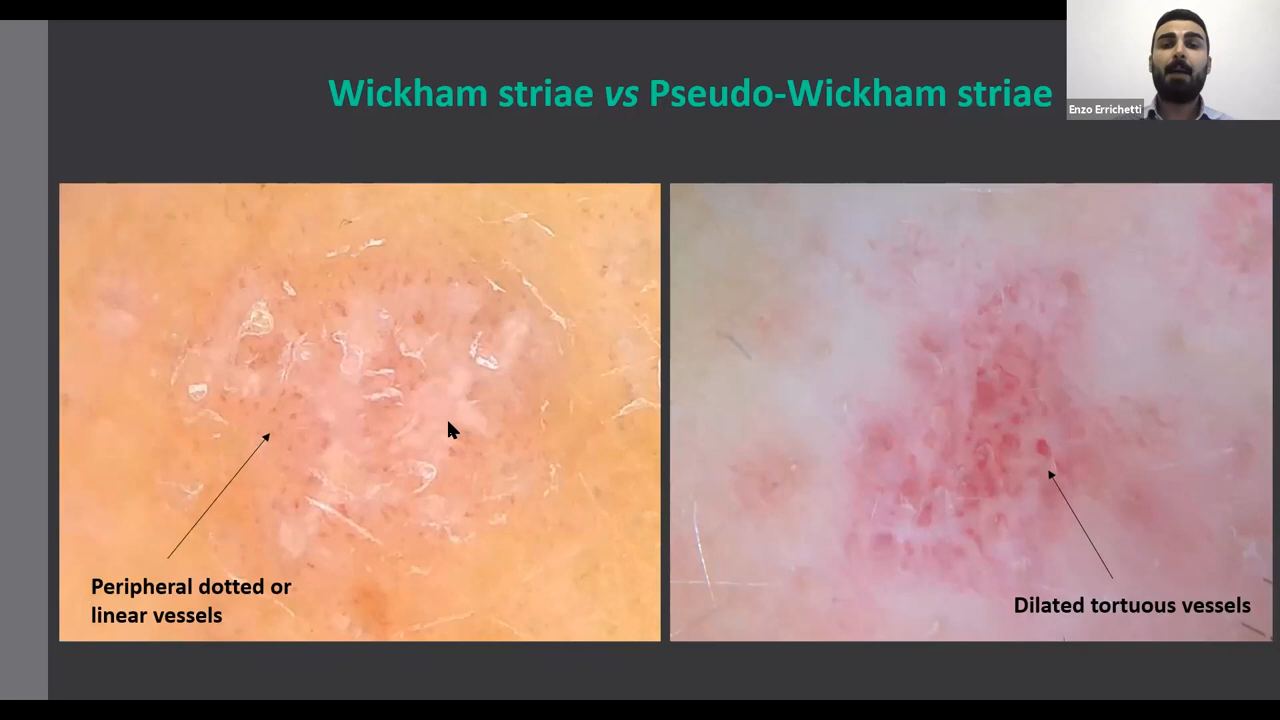 Wickham striae vs Pseudo-Wickham striae
Enzo Errichetti
Peripheral dotted or
linear vessels
Dilated tortuous vessels